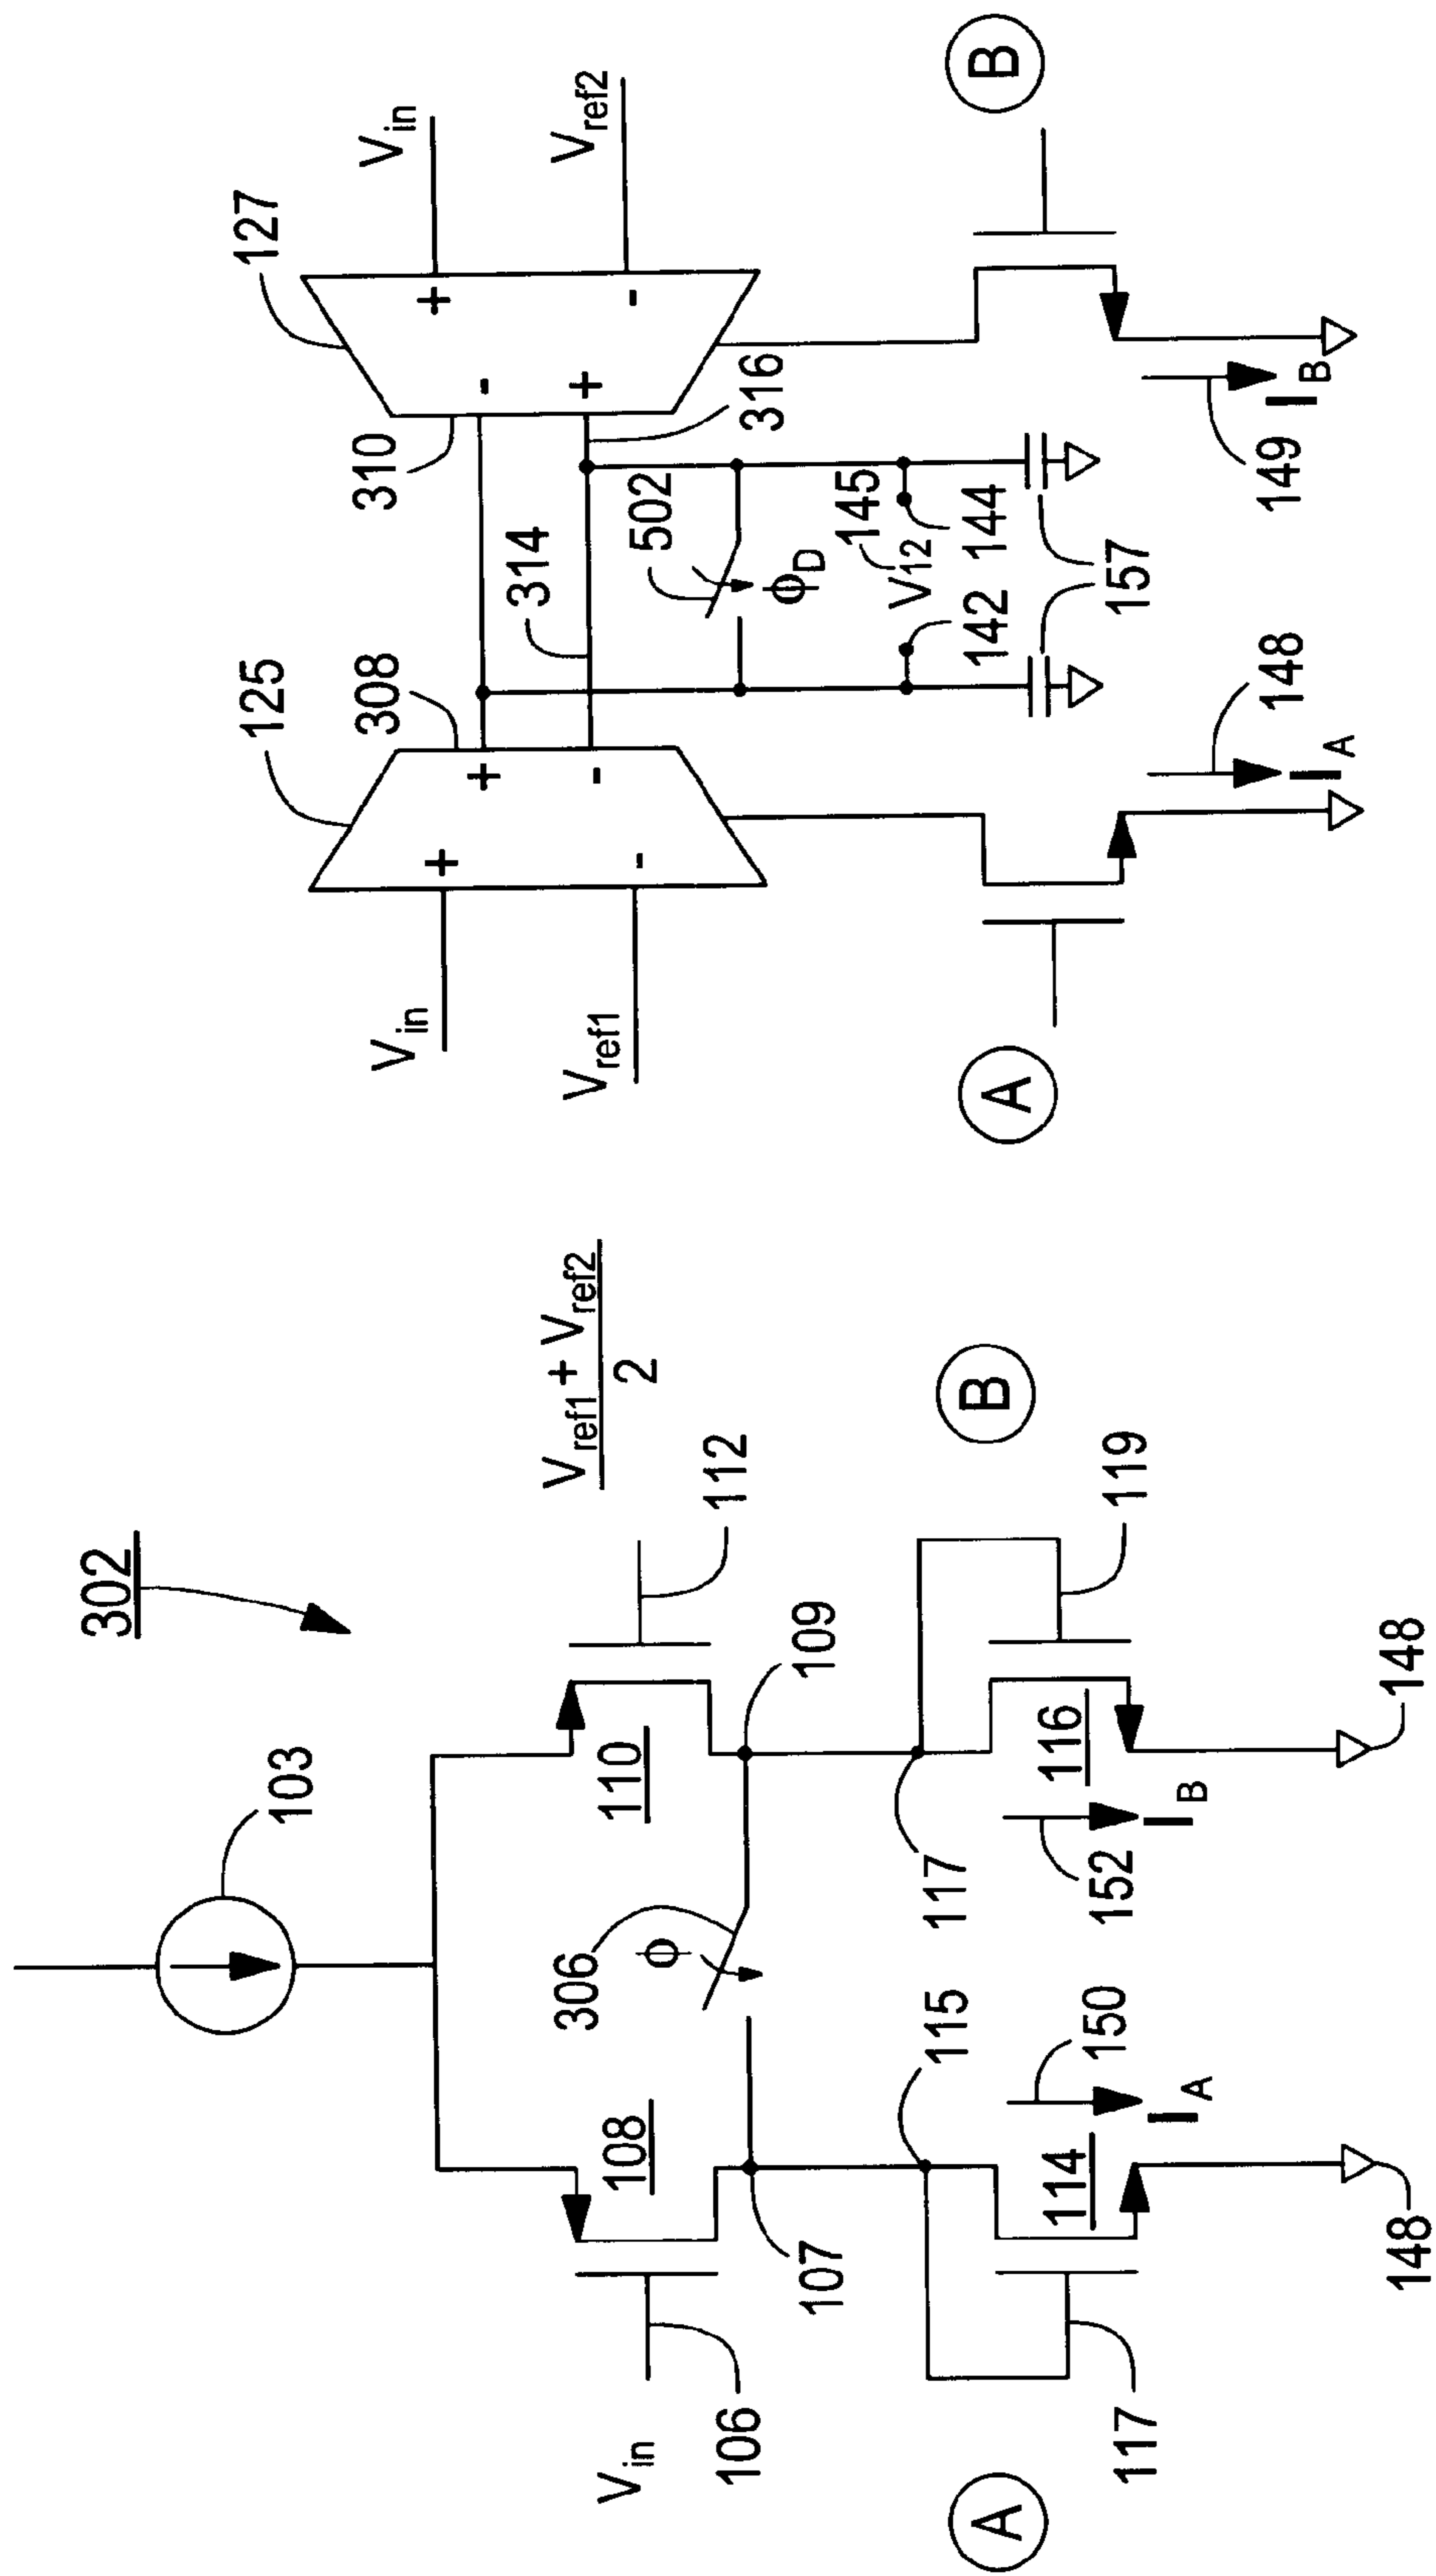 302
103
V_in
106
108
110
112
V_ref1 + V_ref2
2
306
ϕ
107
109
115
117
A
117
114
150
I_A
148
116
152
I_B
119
B
148
125
127
V_in
V_ref1
+
-
+
-
308
314
310
-
+
+
-
V_in
V_ref2
316
502
ϕ_D
145
V_12
142
144
157
A
148
I_A
149
I_B
B